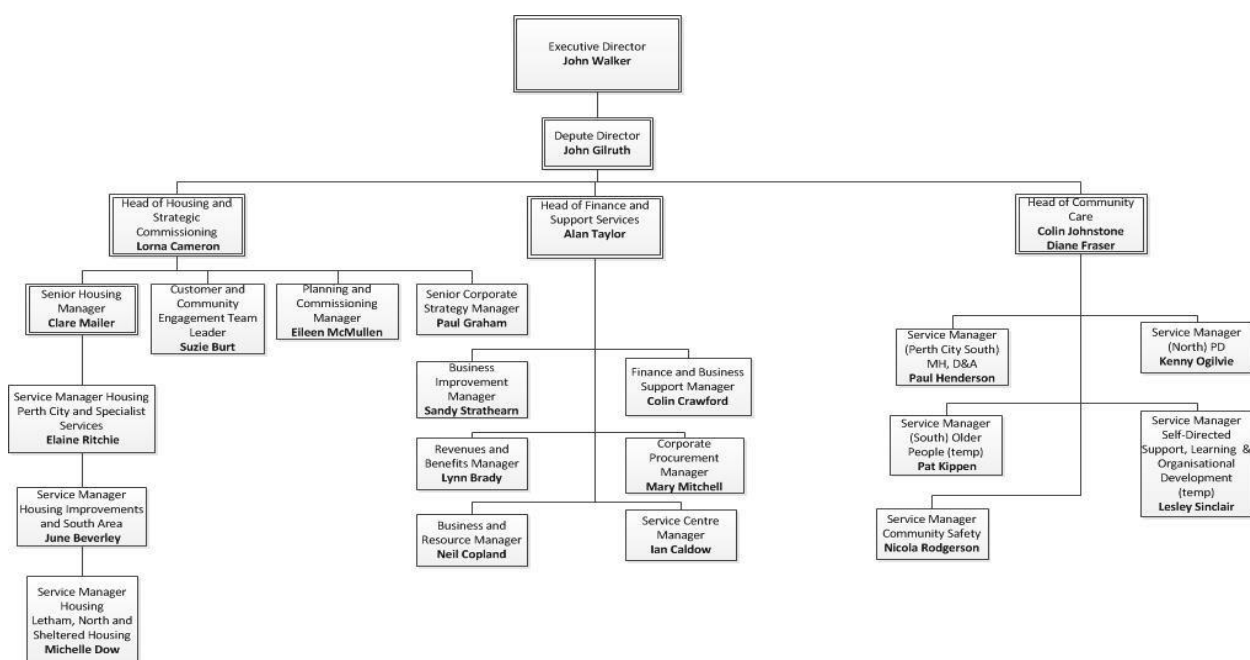 Executive Director
John Walker
Depute Director
John Gilruth
Head of Housing and
Strategic
Commissioning
Lorna Cameron
Head of Finance and
Support Services
Alan Taylor
Head of Community
Care
Colin Johnstone
Diane Fraser
Senior Housing
Manager
Clare Mailer
Customer and
Community
Engagement Team
Leader
Suzie Burt
Planning and
Commissioning
Manager
Eileen McMullen
Senior Corporate
Strategy Manager
Paul Graham
Service Manager Housing
Perth City and Specialist
Services
Elaine Ritchie
Service Manager
Housing Improvements
and South Area
June Beverley
Service Manager
Housing
Letham, North and
Sheltered Housing
Michelle Dow
Business
Improvement
Manager
Sandy Strathearn
Finance and Business
Support Manager
Colin Crawford
Revenues and
Benefits Manager
Lynn Brady
Corporate
Procurement
Manager
Mary Mitchell
Business and
Resource Manager
Neil Copland
Service Centre
Manager
Ian Caldow
Service Manager
(Perth City South)
MH, D&A
Paul Henderson
Service Manager
(North) PD
Kenny Ogilvie
Service Manager
(South) Older
People (temp)
Pat Kippen
Service Manager
Self-Directed
Support, Learning &
Organisational
Development
(temp)
Lesley Sinclair
Service Manager
Community Safety
Nicola Rodgerson